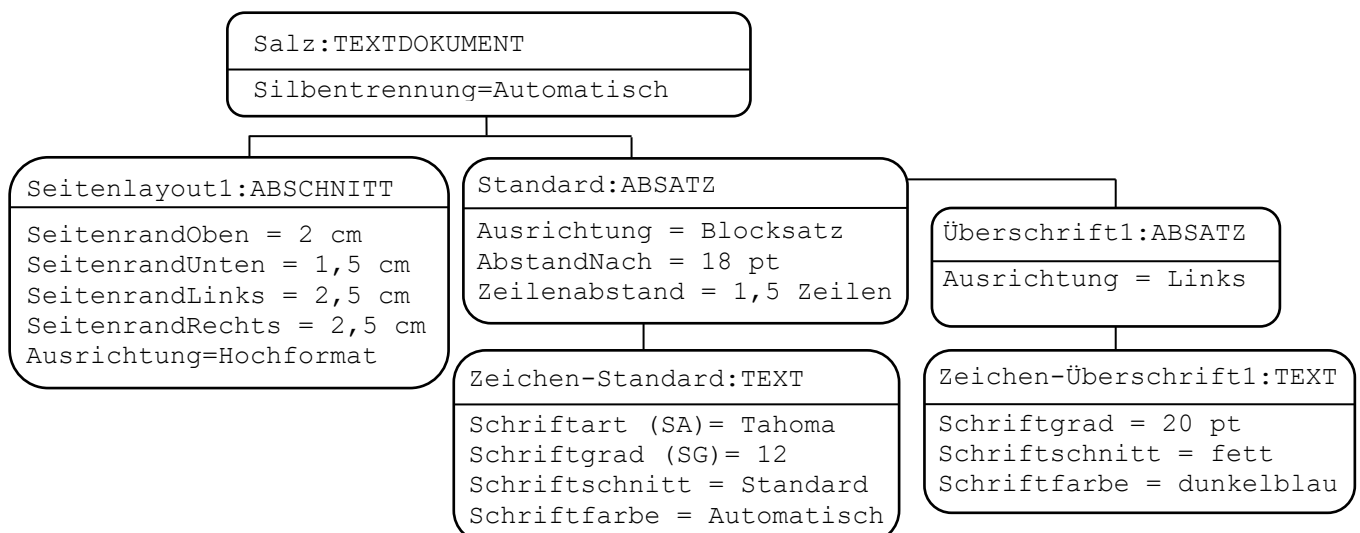 Salz:TEXTDOKUMENT
Silbentrennung=Automatisch
Seitenlayout1:ABSCHNITT
SeitenrandOben = 2 cm
SeitenrandUnten = 1,5 cm
SeitenrandLinks = 2,5 cm
SeitenrandRechts = 2,5 cm
Ausrichtung=Hochformat
Standard:ABSATZ
Ausrichtung = Blocksatz
AbstandNach = 18 pt
Zeilenabstand = 1,5 Zeilen
Überschrift1:ABSATZ
Ausrichtung = Links
Zeichen-Standard:TEXT
Schriftart (SA)= Tahoma
Schriftgrad (SG)= 12
Schriftschnitt = Standard
Schriftfarbe = Automatisch
Zeichen-Überschrift1:TEXT
Schriftgrad = 20 pt
Schriftschnitt = fett
Schriftfarbe = dunkelblau